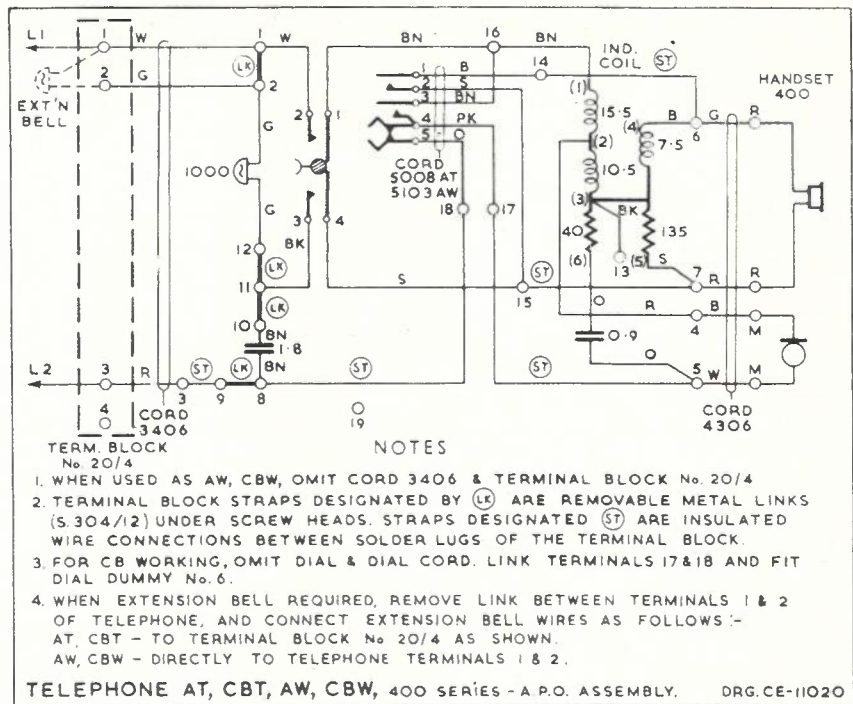 L1 1 W 1 W BN 16 BN IND. COIL (ST)
(LK) 1 B 14 HANDSET 400
2 G 2 2 S (1)
EXT'N BELL G 2 1 3 BN 15.5 B G R
4 PK (4) 6
5 O (2) 7.5
1000 CORD 5008 AT 5103 AW 10.5
G 3 4 18 17 (3) BK
12 BK 40 135
(LK) (6) 13 (5) S
11 S 15 (ST) 7 R R
(LK) O R B M
10 BN 4
1.8 0.9
L2 3 R (ST) (LK) BN (ST) (ST) O 5 W M
3 9 8
4 CORD 3406 19 CORD 4306
TERM. BLOCK No. 20/4
NOTES
1. WHEN USED AS AW, CBW, OMIT CORD 3406 & TERMINAL BLOCK No. 20/4
2. TERMINAL BLOCK STRAPS DESIGNATED BY (LK) ARE REMOVABLE METAL LINKS
(S.304/12) UNDER SCREW HEADS. STRAPS DESIGNATED (ST) ARE INSULATED
WIRE CONNECTIONS BETWEEN SOLDER LUGS OF THE TERMINAL BLOCK.
3. FOR CB WORKING, OMIT DIAL & DIAL CORD. LINK TERMINALS 17 & 18 AND FIT
DIAL DUMMY No. 6.
4. WHEN EXTENSION BELL REQUIRED, REMOVE LINK BETWEEN TERMINALS 1 & 2
OF TELEPHONE, AND CONNECT EXTENSION BELL WIRES AS FOLLOWS :-
AT, CBT - TO TERMINAL BLOCK No 20/4 AS SHOWN.
AW, CBW - DIRECTLY TO TELEPHONE TERMINALS 1 & 2.
TELEPHONE AT, CBT, AW, CBW, 400 SERIES - A.P.O. ASSEMBLY. DRG. CE-11020